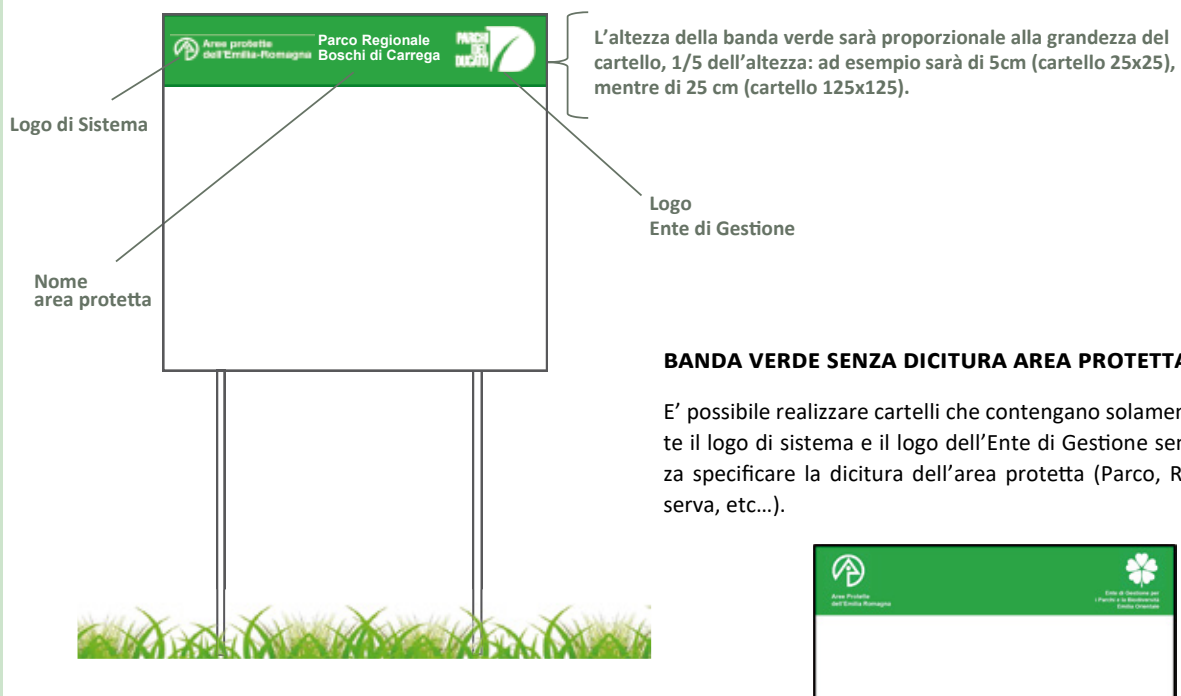 Aree protette
dell'Emilia-Romagna
Parco Regionale
Boschi di Carrega
PARCHI
DEL
DUCATO
L'altezza della banda verde sarà proporzionale alla grandezza del
cartello, 1/5 dell'altezza: ad esempio sarà di 5cm (cartello 25x25),
mentre di 25 cm (cartello 125x125).
Logo di Sistema
Logo
Ente di Gestione
Nome
area protetta
BANDA VERDE SENZA DICITURA AREA PROTETTA
E' possibile realizzare cartelli che contengano solamen
te il logo di sistema e il logo dell'Ente di Gestione sen
za specificare la dicitura dell'area protetta (Parco, R
serva, etc…).
Aree Protette
dell'Emilia Romagna
Ente di Gestione per
i Parchi e la Biodiversità
Emilia Orientale